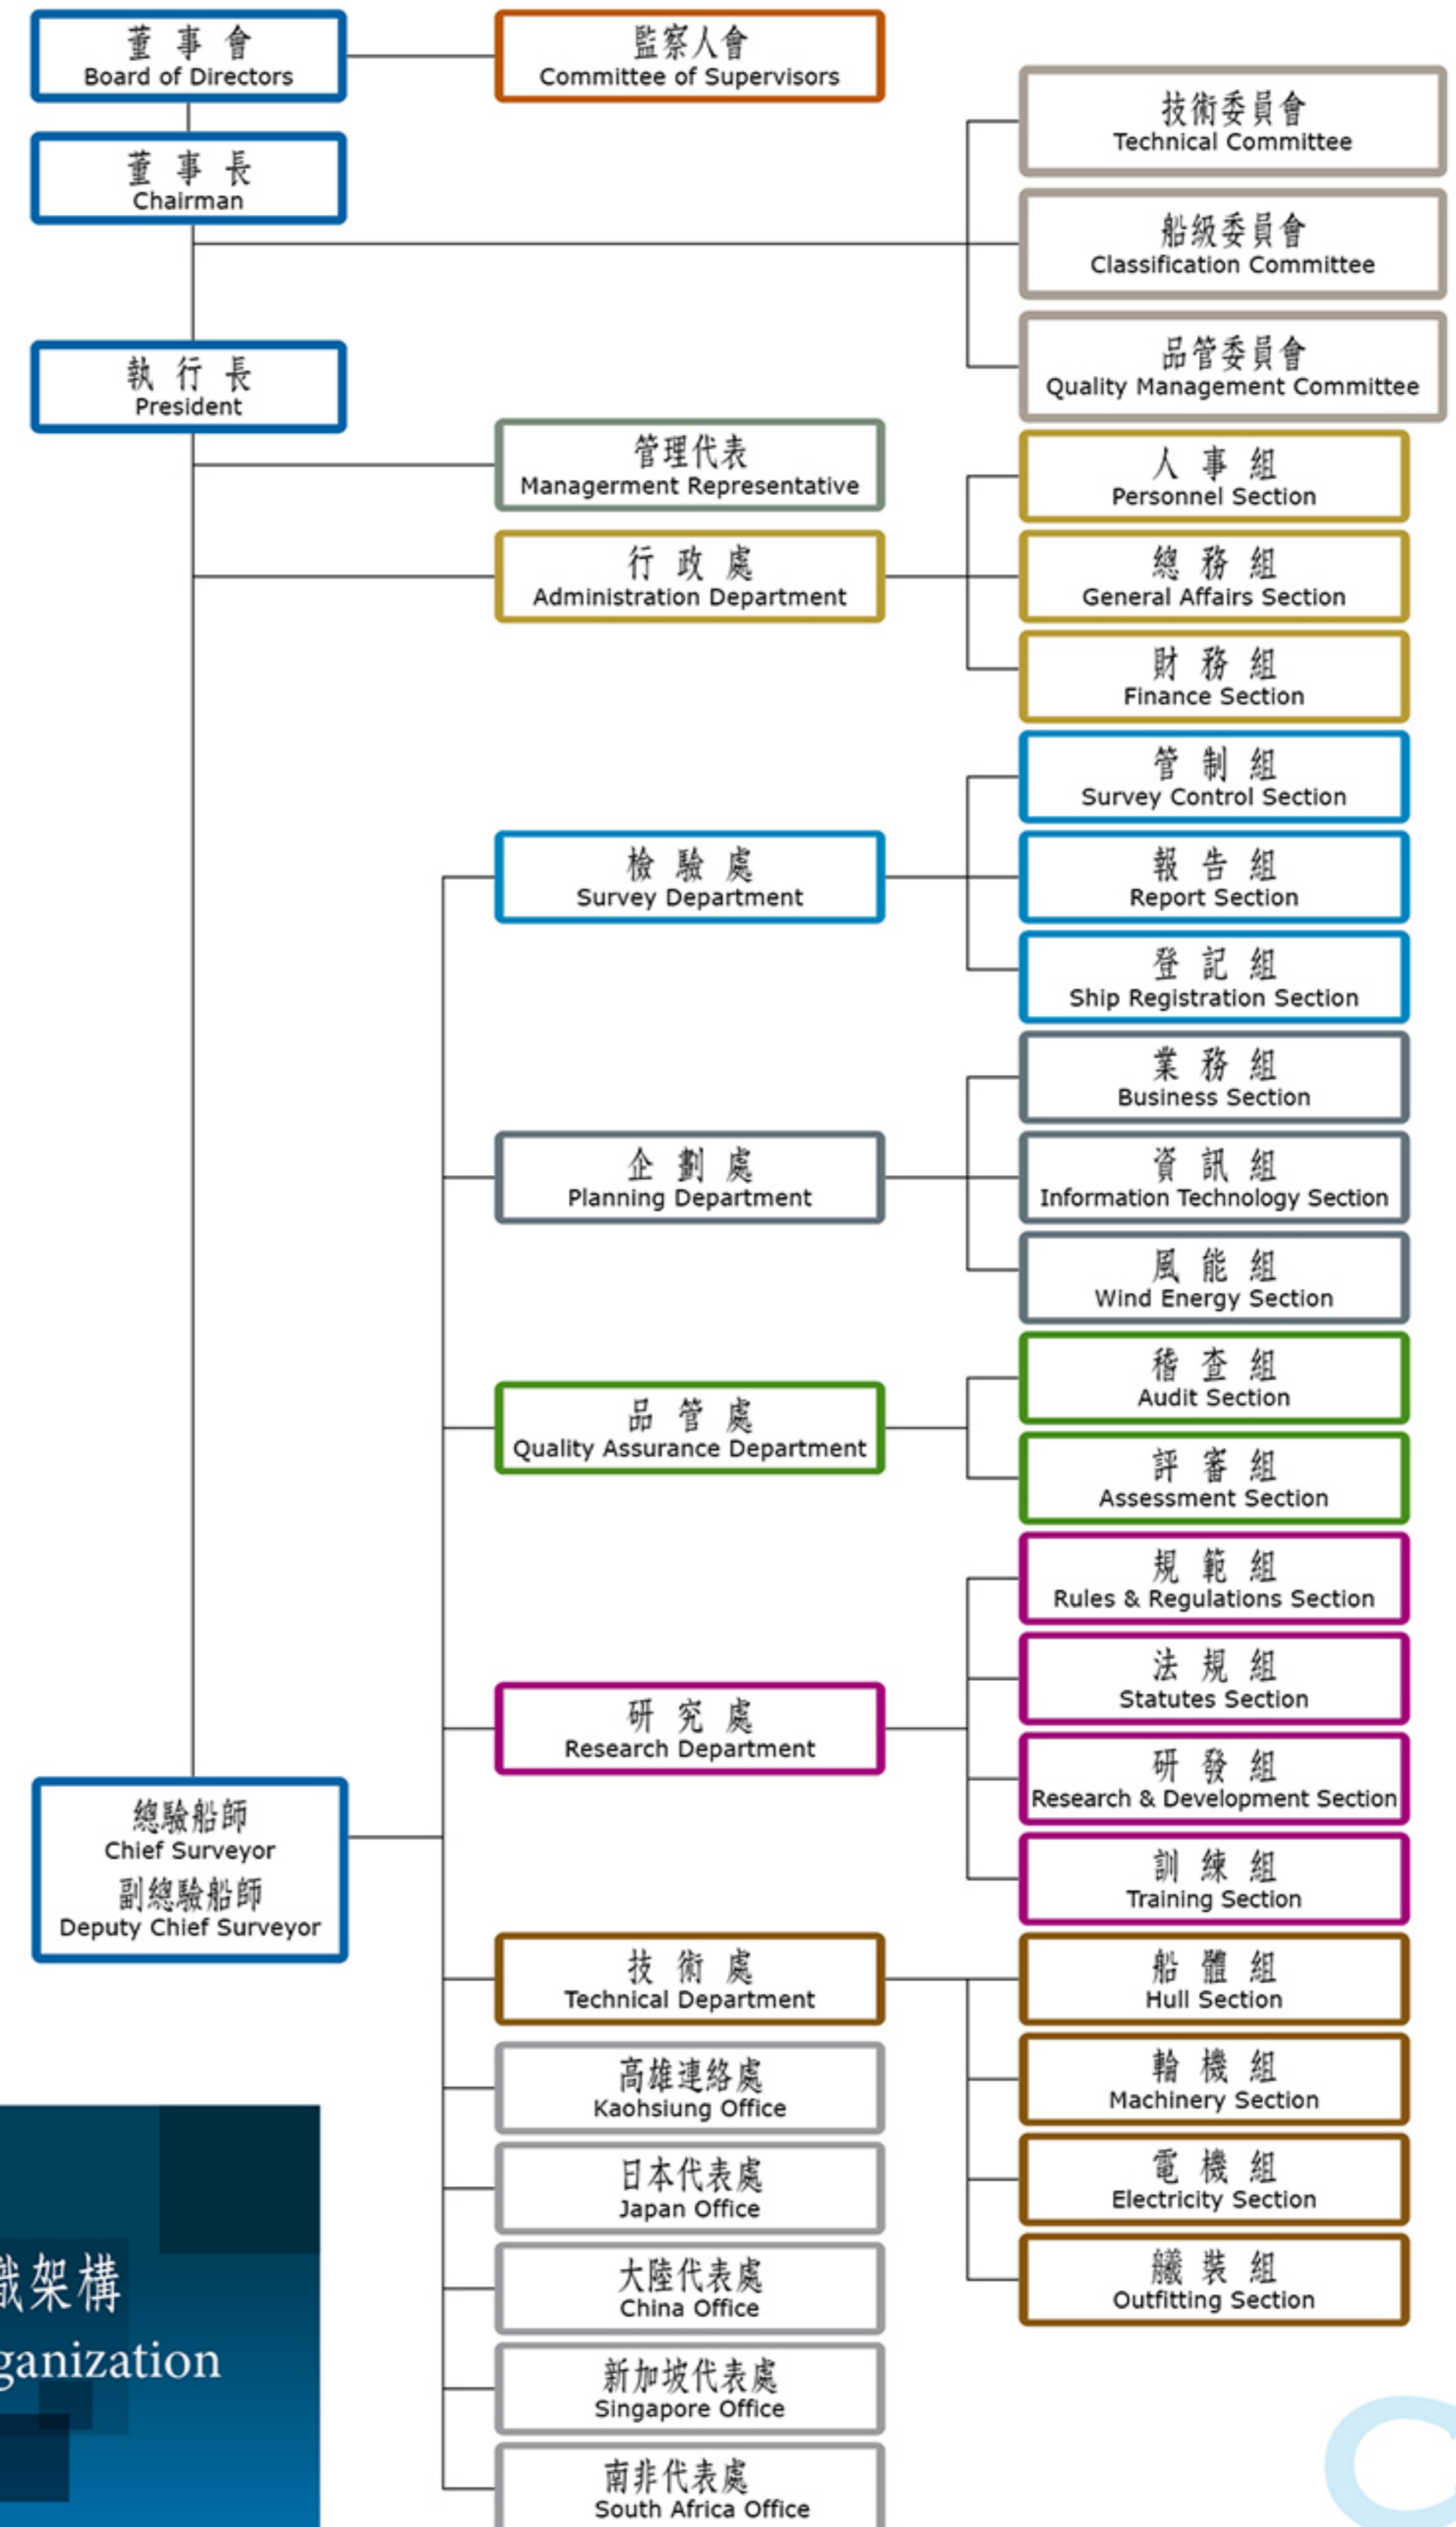 董事會
Board of Directors
監察人會
Committee of Supervisors
董事長
Chairman
技術委員會
Technical Committee
船級委員會
Classification Committee
品管委員會
Quality Management Committee
執行長
President
管理代表
Managerment Representative
行政處
Administration Department
人事組
Personnel Section
總務組
General Affairs Section
財務組
Finance Section
檢驗處
Survey Department
管制組
Survey Control Section
報告組
Report Section
登記組
Ship Registration Section
企劃處
Planning Department
業務組
Business Section
資訊組
Information Technology Section
風能組
Wind Energy Section
品管處
Quality Assurance Department
稽查組
Audit Section
評審組
Assessment Section
研究處
Research Department
規範組
Rules & Regulations Section
法規組
Statutes Section
研發組
Research & Development Section
訓練組
Training Section
總驗船師
Chief Surveyor
副總驗船師
Deputy Chief Surveyor
技術處
Technical Department
船體組
Hull Section
輪機組
Machinery Section
電機組
Electricity Section
艤裝組
Outfitting Section
高雄連絡處
Kaohsiung Office
日本代表處
Japan Office
大陸代表處
China Office
新加坡代表處
Singapore Office
南非代表處
South Africa Office
織架構
ganization